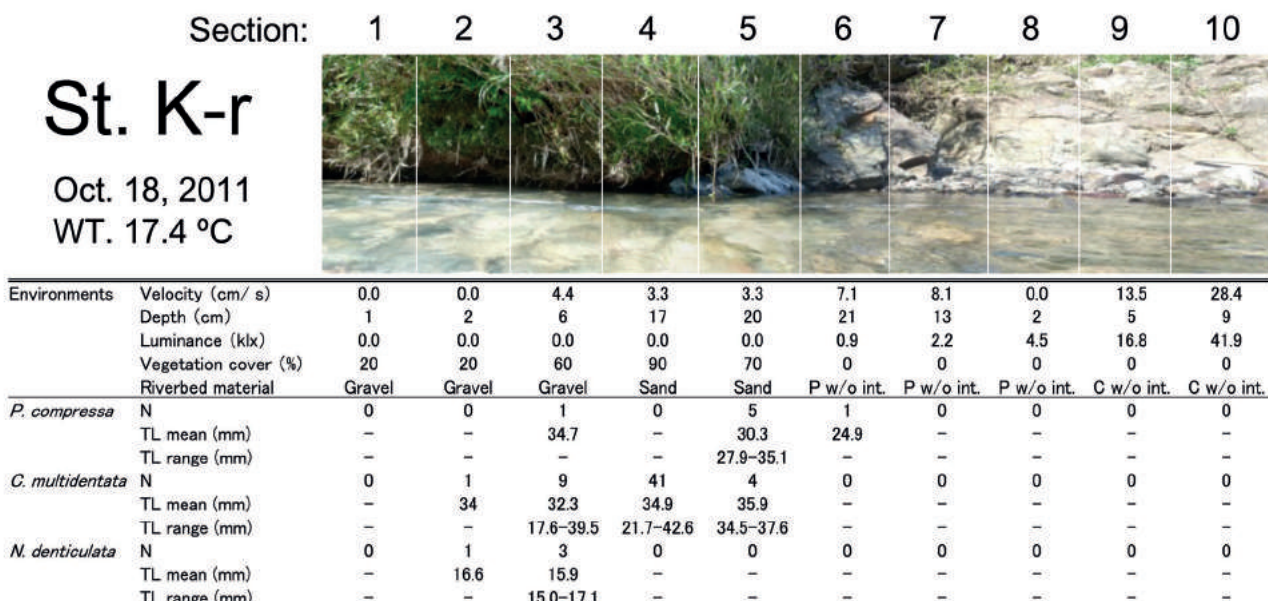 Section: 1 2 3 4 5 6 7 8 9 10
St. K-r
Oct. 18, 2011
WT. 17.4 ºC
Environments Velocity (cm/ s) 0.0 0.0 4.4 3.3 3.3 7.1 8.1 0.0 13.5 28.4
Depth (cm) 1 2 6 17 20 21 13 2 5 9
Luminance (klx) 0.0 0.0 0.0 0.0 0.0 0.9 2.2 4.5 16.8 41.9
Vegetation cover (%) 20 20 60 90 70 0 0 0 0 0
Riverbed material Gravel Gravel Gravel Sand Sand P w/o int. P w/o int. P w/o int. C w/o int. C w/o int.
P. compressa N 0 0 1 0 5 1 0 0 0 0
TL mean (mm) - - 34.7 - 30.3 24.9 - - - -
TL range (mm) - - - - 27.9-35.1 - - - - -
C. multidentata N 0 1 9 41 4 0 0 0 0 0
TL mean (mm) - 34 32.3 34.9 35.9 - - - - -
TL range (mm) - - 17.6-39.5 21.7-42.6 34.5-37.6 - - - - -
N. denticulata N 0 1 3 0 0 0 0 0 0 0
TL mean (mm) - 16.6 15.9 - - - - - - -
TL range (mm) - - 15.0-17.1 - - - - - - -